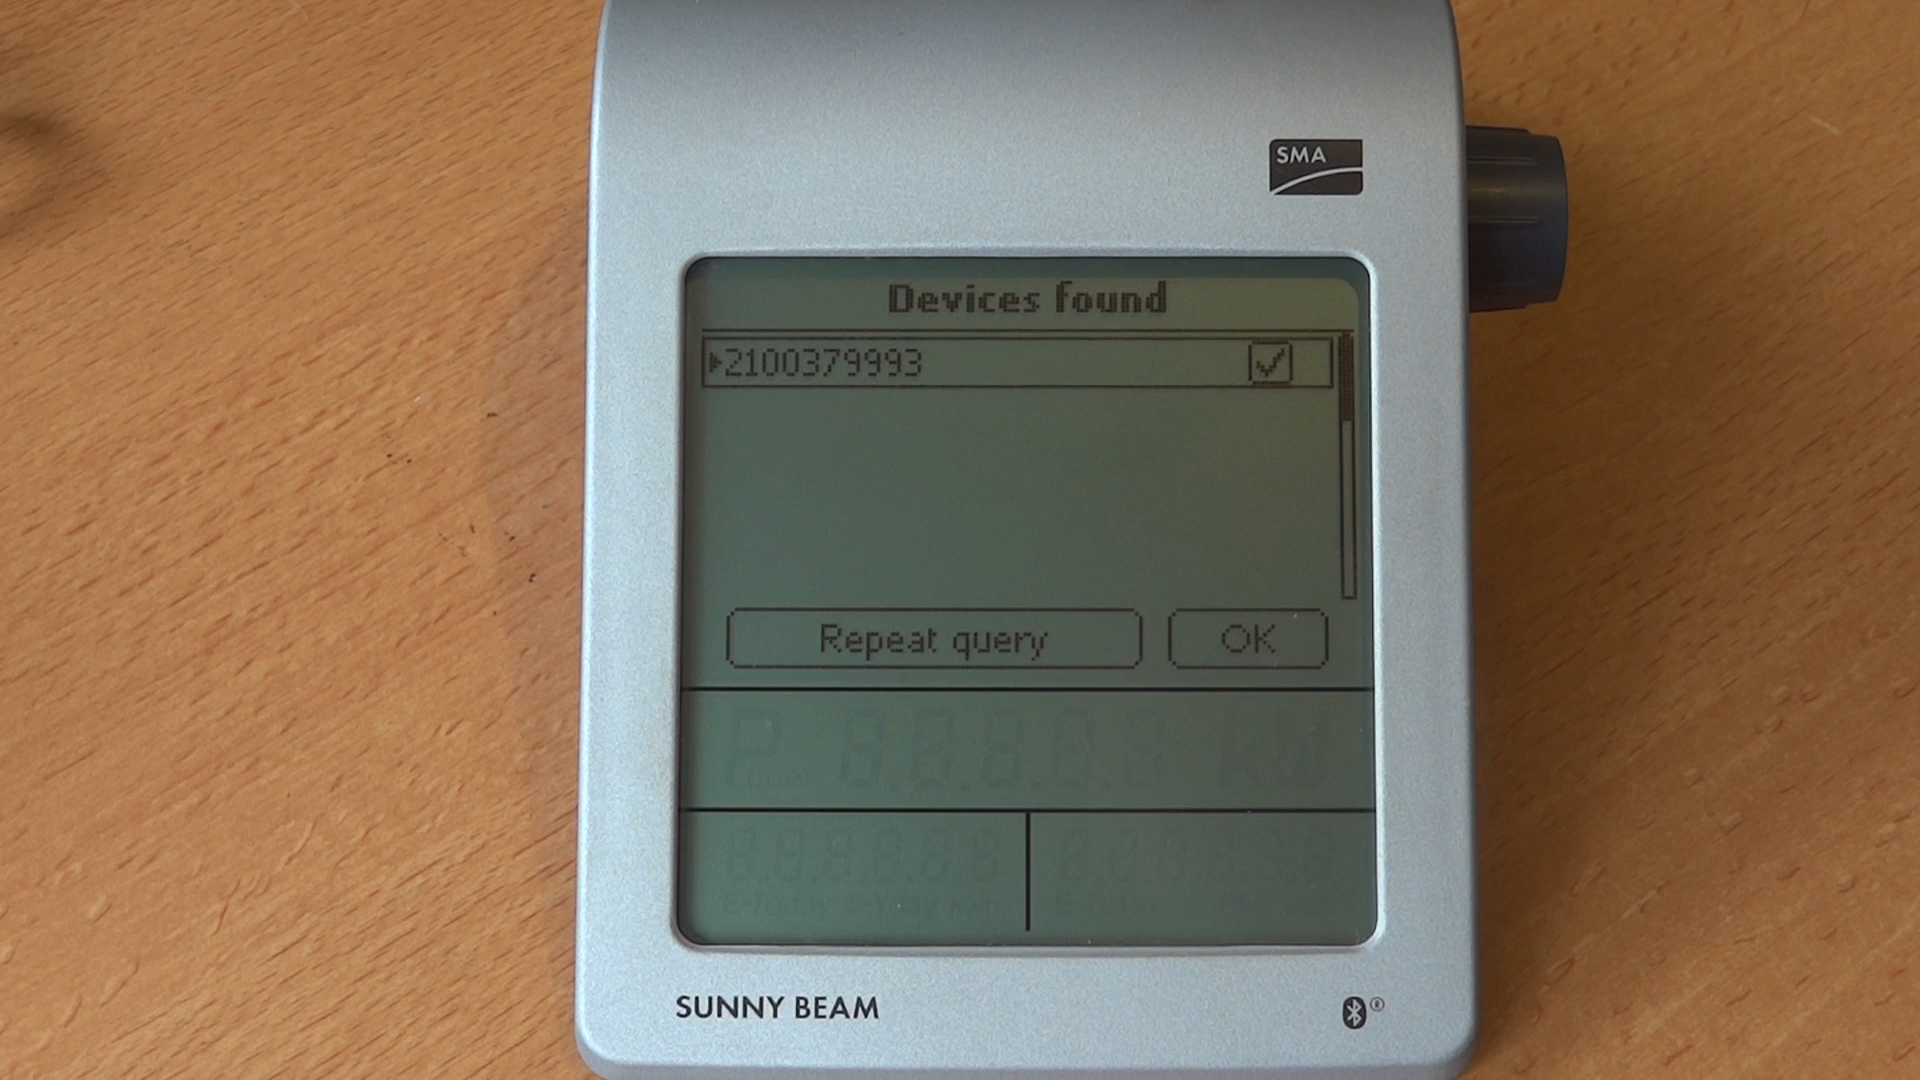 SMA
Devices found
2100379993
Repeat query
OK
SUNNY BEAM
®